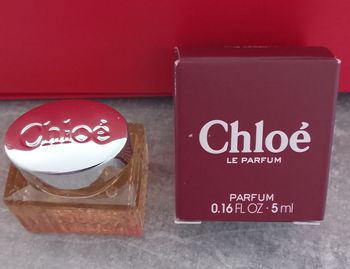 Chloé
Chloé
LE PARFUM
PARFUM
0.16 FL OZ · 5 ml